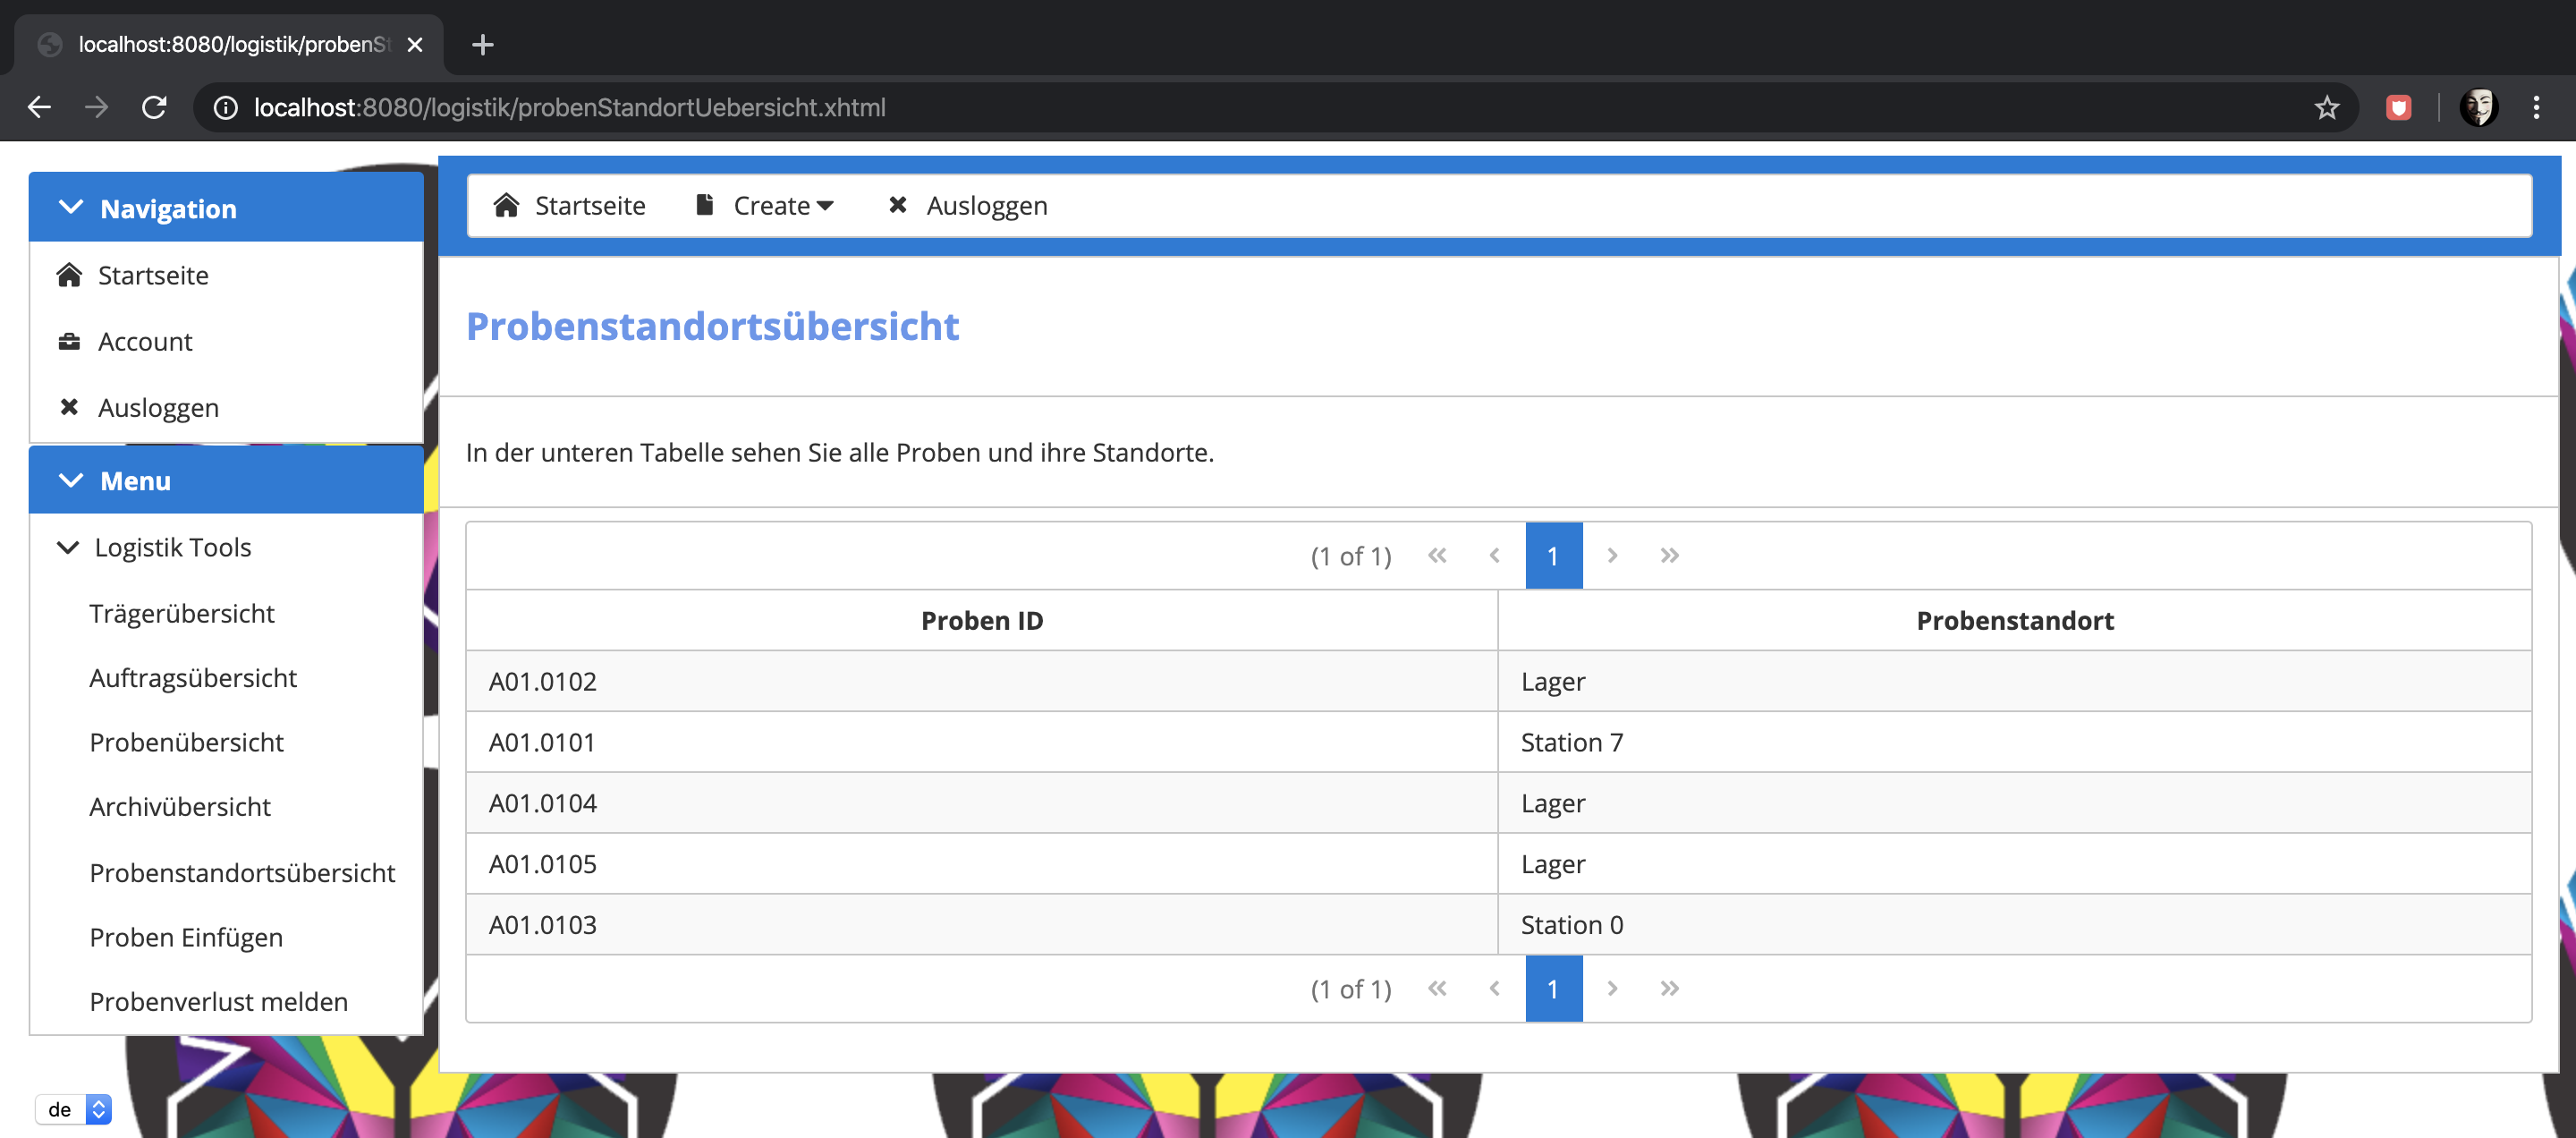 localhost:8080/logistik/probenSt
localhost:8080/logistik/probenStandortUebersicht.xhtml
Navigation
Startseite
Account
Ausloggen
Menu
Logistik Tools
Trägerübersicht
Auftragsübersicht
Probenübersicht
Archivübersicht
Probenstandortsübersicht
Proben Einfügen
Probenverlust melden
de
Startseite Create Ausloggen
Probenstandortsübersicht
In der unteren Tabelle sehen Sie alle Proben und ihre Standorte.
(1 of 1) 1
Proben ID Probenstandort
A01.0102 Lager
A01.0101 Station 7
A01.0104 Lager
A01.0105 Lager
A01.0103 Station 0
(1 of 1) 1